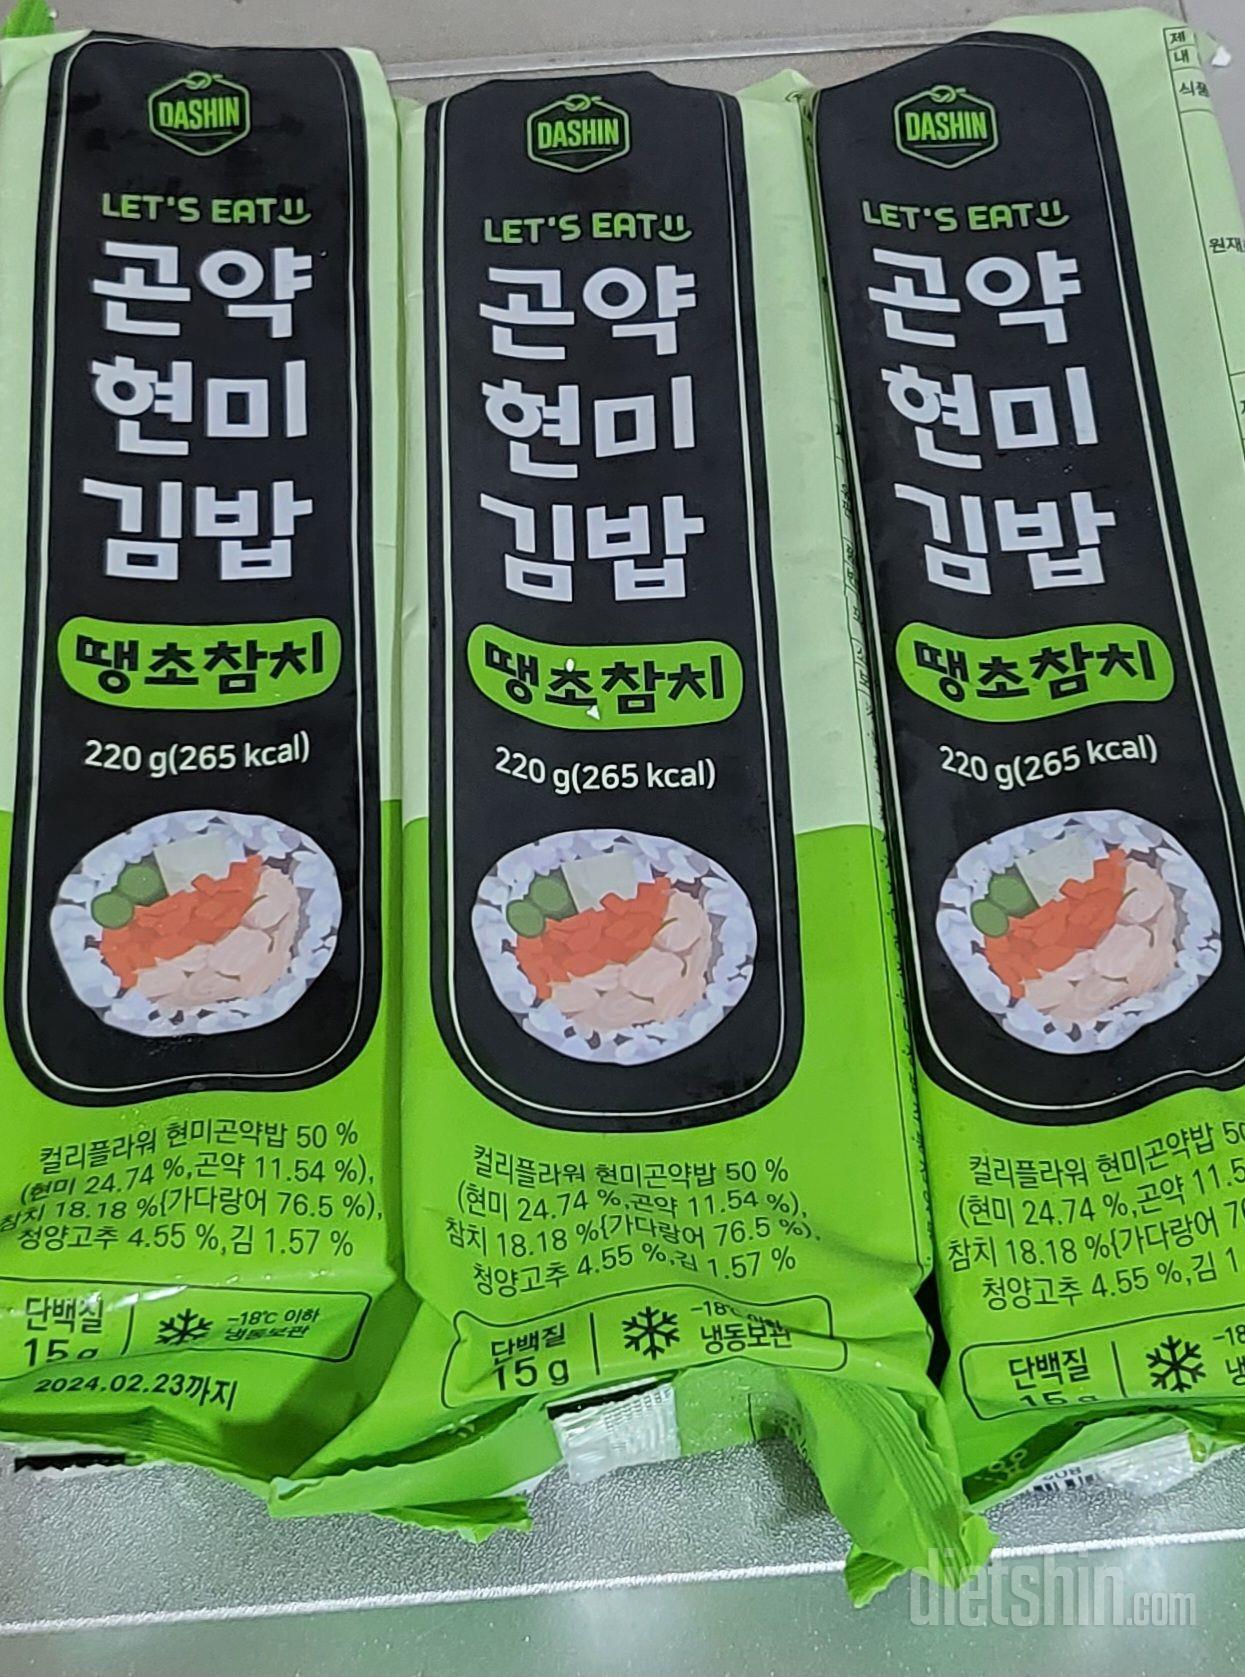 DASHIN
LET'S EAT
곤약
현미
김밥
땡초참치
220 g(265 kcal)
컬리플라워 현미곤약밥 50 %
(현미 24.74 %,곤약 11.54 %),
참치 18.18 %{가다랑어 76.5 %},
청양고추 4.55 %,김 1.57 %
단백질
15 g
-18℃ 이하
냉동보관
2024.02.23까지
DASHIN
LET'S EAT
곤약
현미
김밥
땡초참치
220 g(265 kcal)
컬리플라워 현미곤약밥 50 %
(현미 24.74 %,곤약 11.54 %),
참치 18.18 %{가다랑어 76.5 %},
청양고추 4.55 %,김 1.57 %
단백질
15 g
-18℃ 이하
냉동보관
DASHIN
LET'S EAT
곤약
현미
김밥
땡초참치
220 g(265 kcal)
컬리플라워 현미곤약밥
(현미 24.74 %,곤약
참치 18.18 %{가다랑어
청양고추 4.55 %,김
단백질
15 g
-18
제
내
원재
dietshin.com